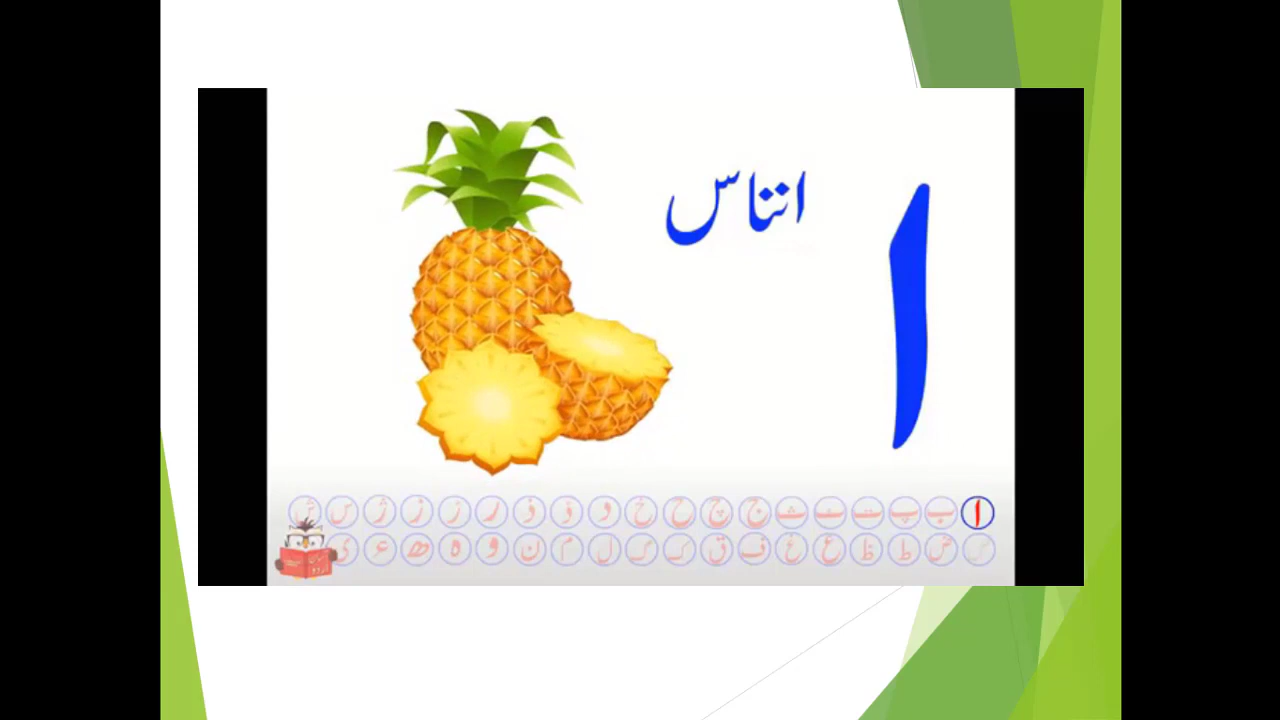 ا
انناس
ا ب پ ت ٹ ث ج چ ح خ د ڈ ذ ر ڑ ز ژ س ش
ض ط ظ ع غ ف ق ک گ ل م ن و ہ ھ ء ی